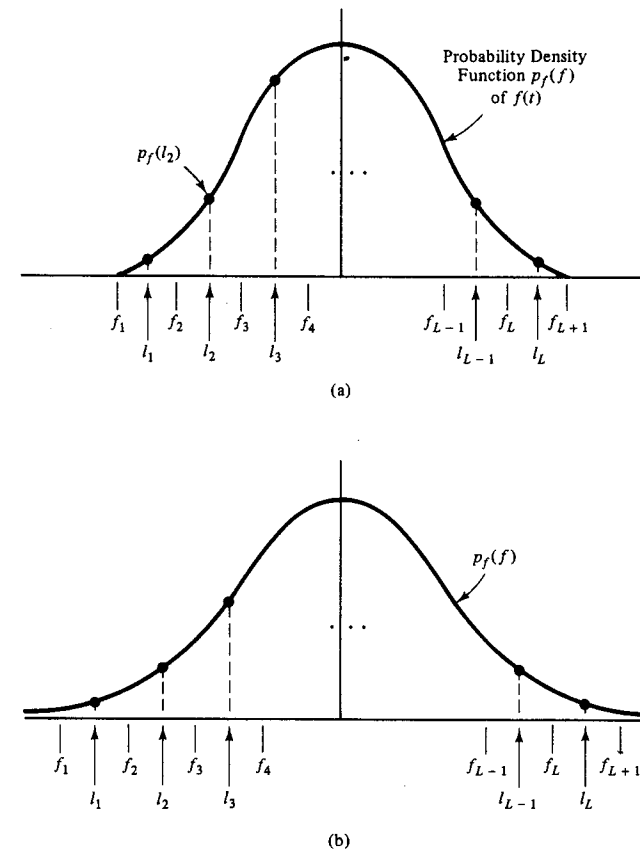 Probability Density
Function p_f(f)
of f(t)
p_f(l_2)
. . . .
f_1 f_2 f_3 f_4 f_{L-1} f_L f_{L+1}
l_1 l_2 l_3 l_{L-1} l_L
(a)
p_f(f)
. . . .
f_1 f_2 f_3 f_4 f_{L-1} f_L f_{L+1}
l_1 l_2 l_3 l_{L-1} l_L
(b)